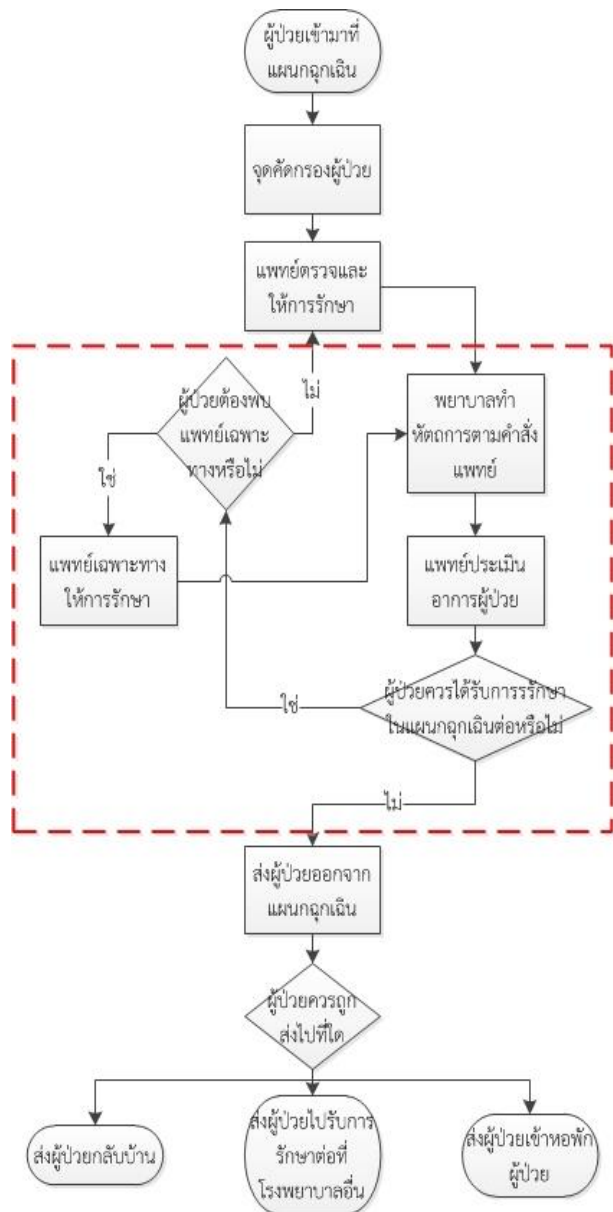 ผู้ป่วยเข้ามาที่
แผนกฉุกเฉิน
จุดคัดกรองผู้ป่วย
แพทย์ตรวจและ
ให้การรักษา
ไม่
ผู้ป่วยต้องพบ
แพทย์เฉพาะ
ทางหรือไม่
ใช่
แพทย์เฉพาะทาง
ให้การรักษา
พยาบาลทำ
หัตถการตามคำสั่ง
แพทย์
แพทย์ประเมิน
อาการผู้ป่วย
ผู้ป่วยควรได้รับการรรักษา
ในแผนกฉุกเฉินต่อหรือไม่
ใช่
ไม่
ส่งผู้ป่วยออกจาก
แผนกฉุกเฉิน
ผู้ป่วยควรถูก
ส่งไปที่ใด
ส่งผู้ป่วยกลับบ้าน
ส่งผู้ป่วยไปรับการ
รักษาต่อที่
โรงพยาบาลอื่น
ส่งผู้ป่วยเข้าหอพัก
ผู้ป่วย